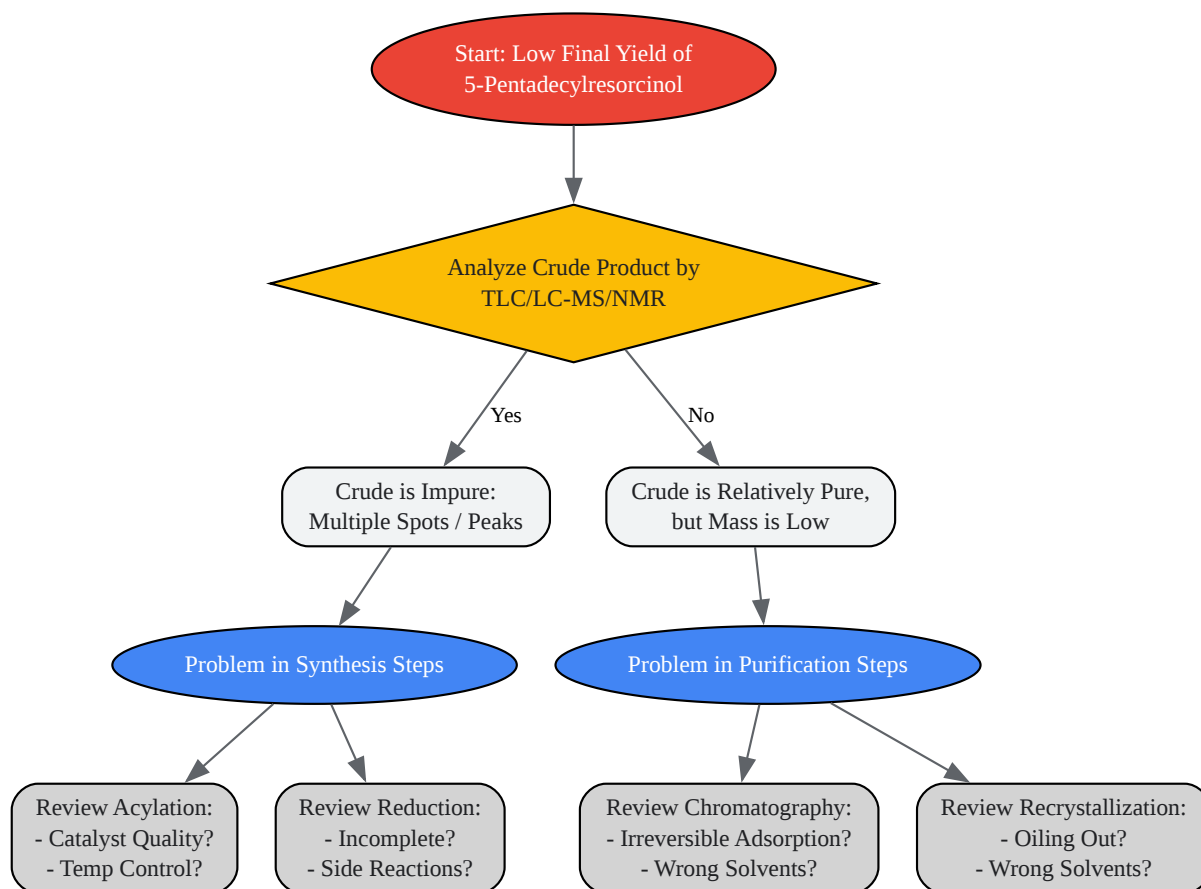 Start: Low Final Yield of
5-Pentadecylresorcinol
Analyze Crude Product by
TLC/LC-MS/NMR
Yes
No
Crude is Impure:
Multiple Spots / Peaks
Crude is Relatively Pure,
but Mass is Low
Problem in Synthesis Steps
Problem in Purification Steps
Review Acylation:
- Catalyst Quality?
- Temp Control?
Review Reduction:
- Incomplete?
- Side Reactions?
Review Chromatography:
- Irreversible Adsorption?
- Wrong Solvents?
Review Recrystallization:
- Oiling Out?
- Wrong Solvents?